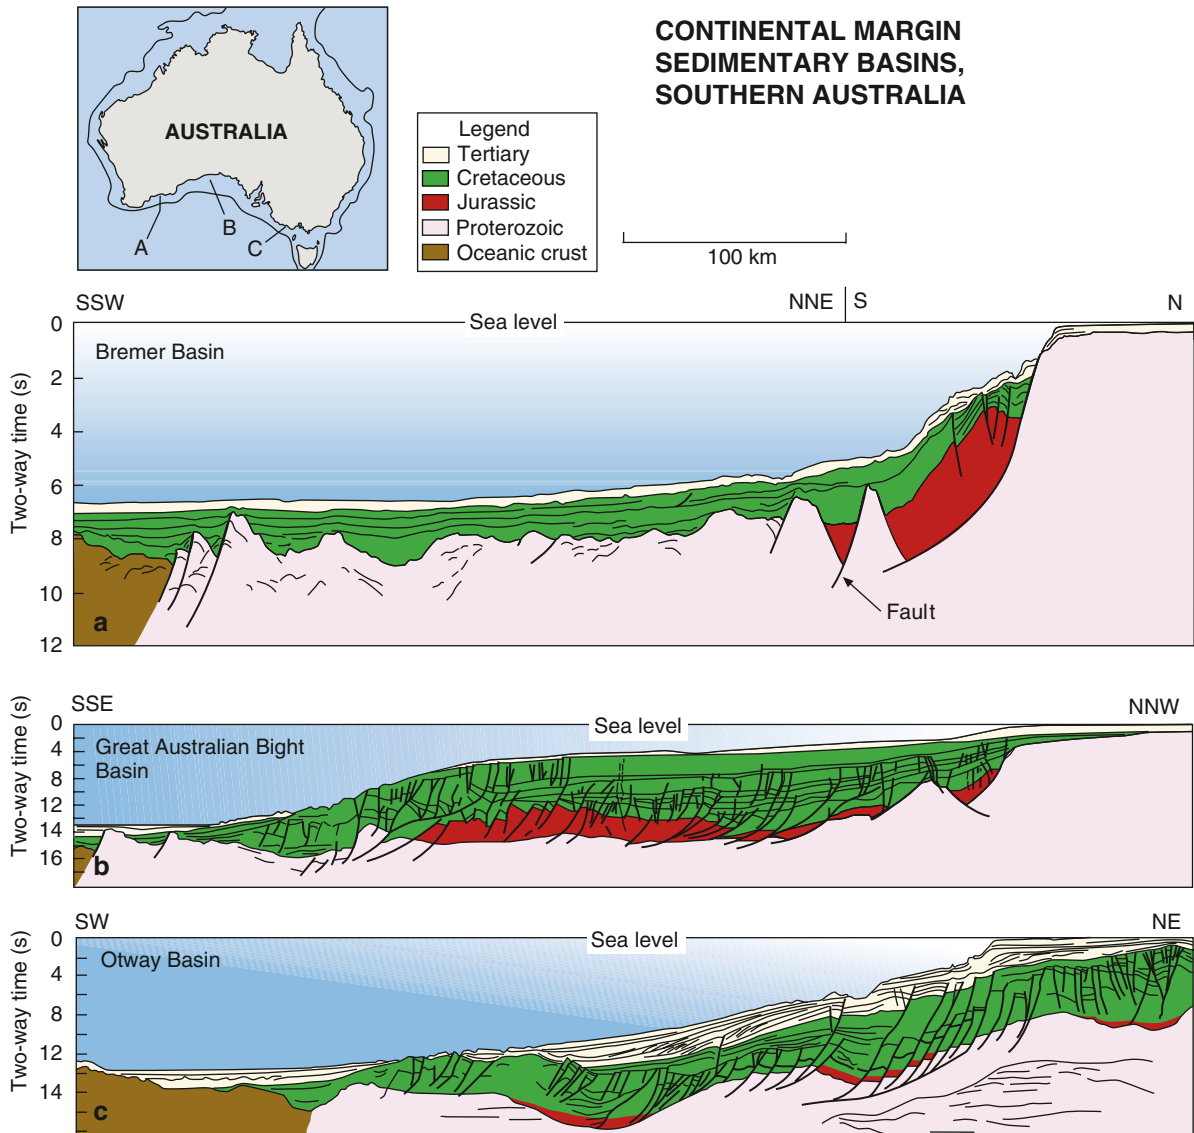 CONTINENTAL MARGIN
SEDIMENTARY BASINS,
SOUTHERN AUSTRALIA
AUSTRALIA
A
B
C
Legend
Tertiary
Cretaceous
Jurassic
Proterozoic
Oceanic crust
100 km
SSW
NNE
S
N
Sea level
Bremer Basin
Two-way time (s)
0
2
4
6
8
10
12
Fault
a
SSE
NNW
Sea level
Great Australian Bight
Basin
Two-way time (s)
0
4
8
12
14
16
b
SW
NE
Sea level
Otway Basin
Two-way time (s)
0
4
8
12
14
c